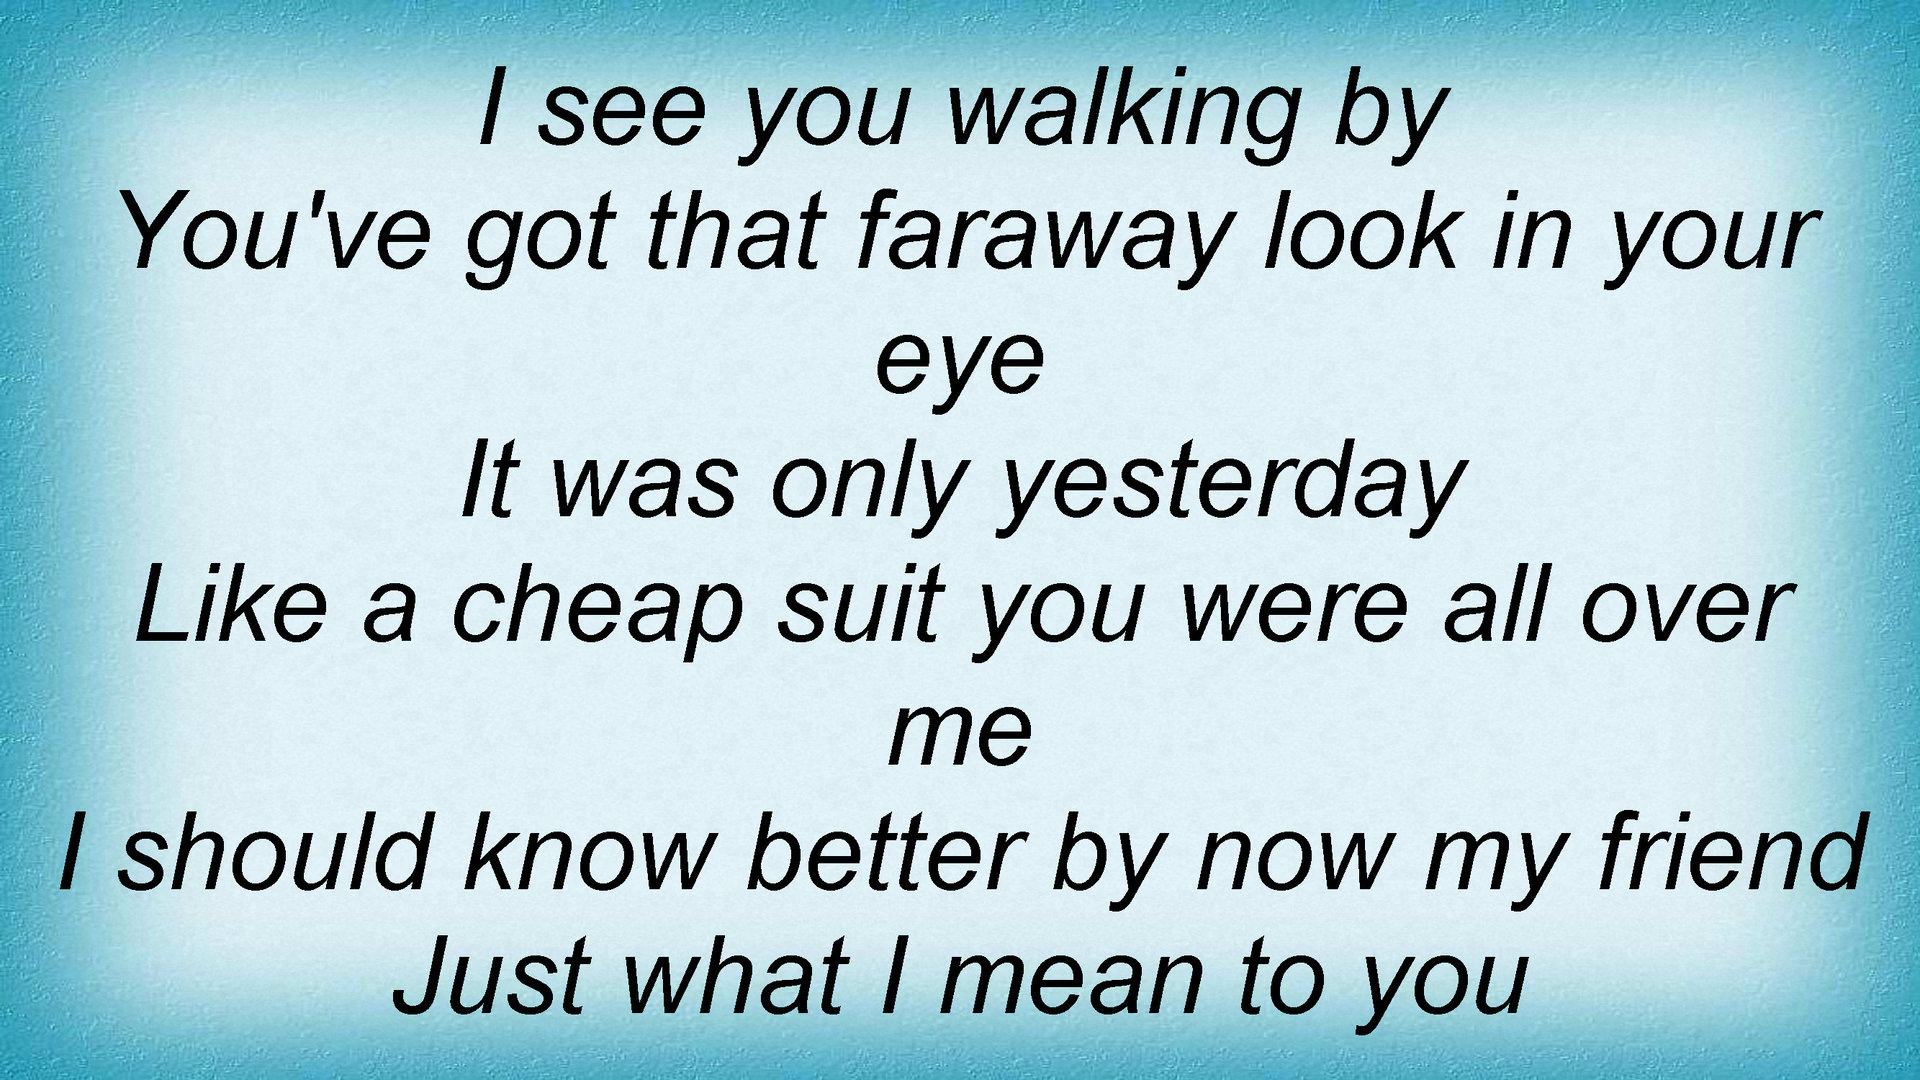 I see you walking by
You've got that faraway look in your
eye
It was only yesterday
Like a cheap suit you were all over
me
I should know better by now my friend
Just what I mean to you